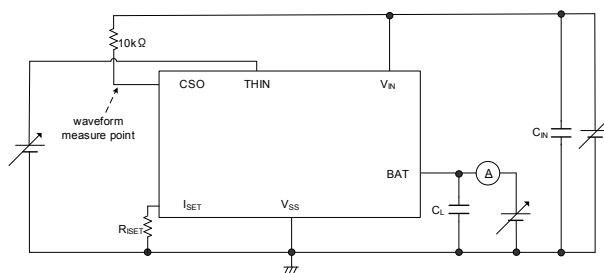 10kΩ
CSO
THIN
VIN
waveform
measure point
CIN
BAT
A
ISET
VSS
CL
RISET